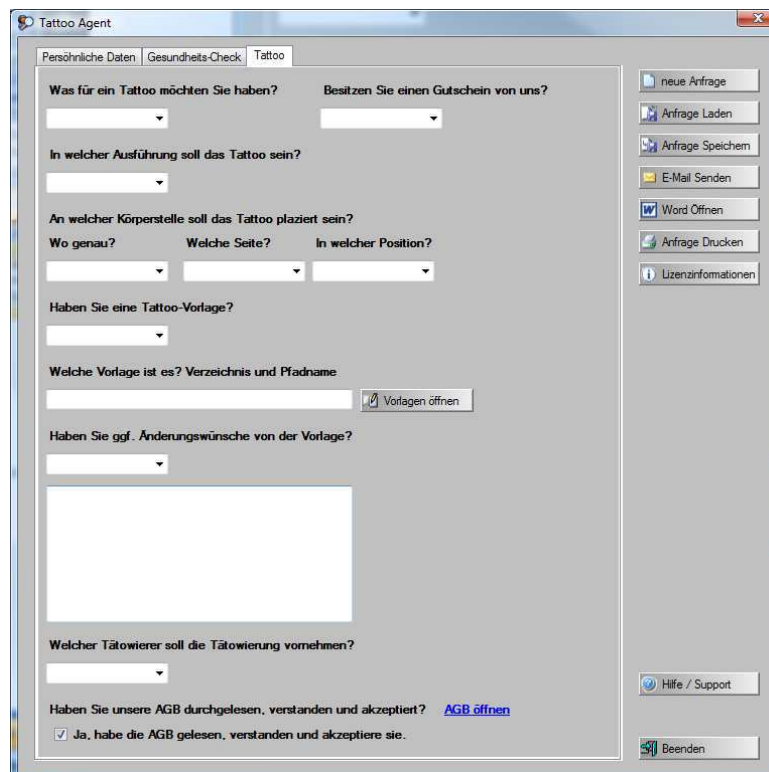 Tattoo Agent
Persöhnliche Daten Gesundheits-Check Tattoo
Was für ein Tattoo möchten Sie haben? Besitzen Sie einen Gutschein von uns?
In welcher Ausführung soll das Tattoo sein?
An welcher Körperstelle soll das Tattoo plaziert sein?
Wo genau? Welche Seite? In welcher Position?
Haben Sie eine Tattoo-Vorlage?
Welche Vorlage ist es? Verzeichnis und Pfadname
Vorlagen öffnen
Haben Sie ggf. Änderungswünsche von der Vorlage?
Welcher Tätowierer soll die Tätowierung vornehmen?
Haben Sie unsere AGB durchgelesen, verstanden und akzeptiert? AGB öffnen
Ja, habe die AGB gelesen, verstanden und akzeptiere sie.
neue Anfrage
Anfrage Laden
Anfrage Speichern
E-Mail Senden
Word Öffnen
Anfrage Drucken
Lizenzinformationen
Hilfe / Support
Beenden